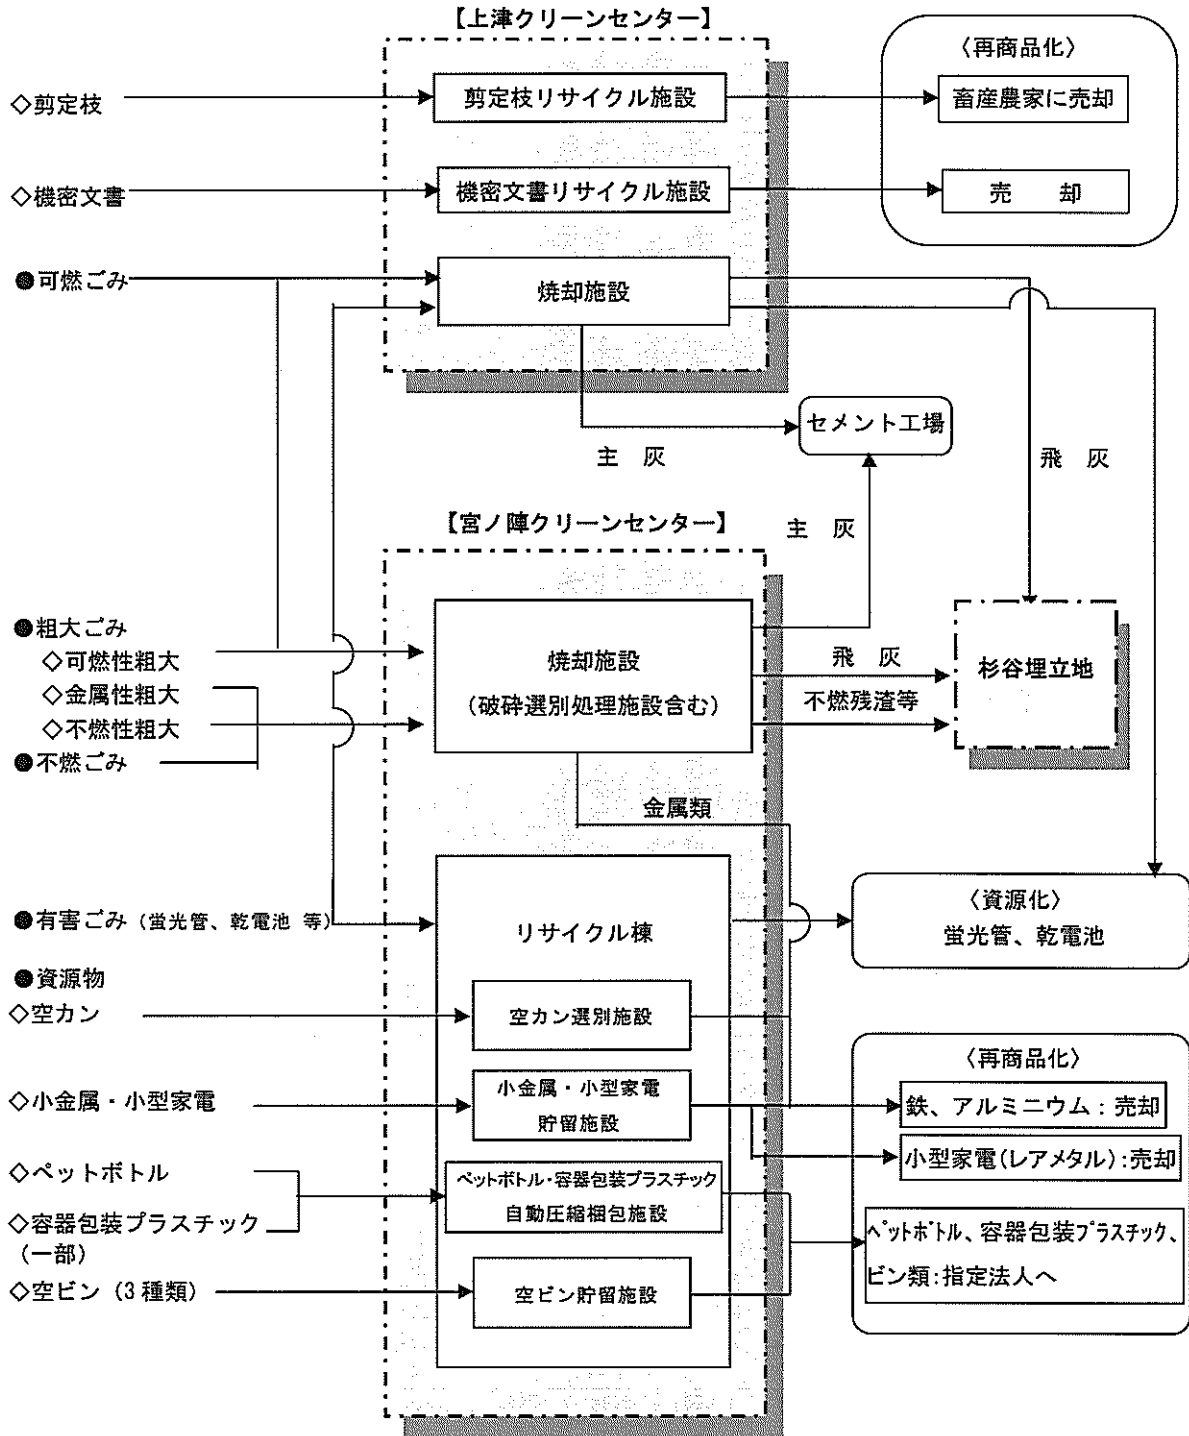 【上津クリーンセンター】
〈再商品化〉
◇剪定枝
剪定枝リサイクル施設
畜産農家に売却
◇機密文書
機密文書リサイクル施設
売　却
●可燃ごみ
焼却施設
セメント工場
主　灰
飛　灰
【宮ノ陣クリーンセンター】
主　灰
●粗大ごみ
◇可燃性粗大
◇金属性粗大
◇不燃性粗大
●不燃ごみ
焼却施設
（破砕選別処理施設含む）
飛　灰
不燃残渣等
杉谷埋立地
金属類
●有害ごみ（蛍光管、乾電池 等）
リサイクル棟
〈資源化〉
蛍光管、乾電池
●資源物
◇空カン
空カン選別施設
〈再商品化〉
◇小金属・小型家電
小金属・小型家電
貯留施設
鉄、アルミニウム：売却
小型家電(レアメタル):売却
◇ペットボトル
◇容器包装プラスチック
（一部）
ペットボトル・容器包装プラスチック
自動圧縮梱包施設
ﾍﾟｯﾄﾎﾞﾄﾙ、容器包装ﾌﾟﾗｽﾁｯｸ、
ビン類：指定法人へ
◇空ビン（3種類）
空ビン貯留施設